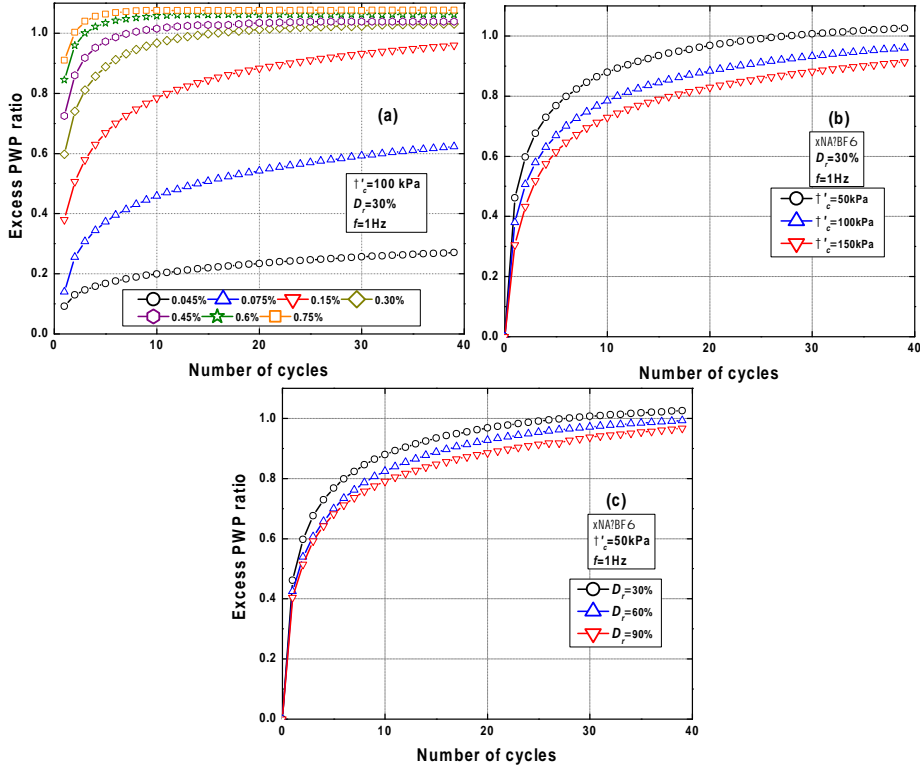 1.0
0.8
0.6
0.4
0.2
0.0
Excess PWP ratio
(a)
†'c=100 kPa
Dr=30%
f=1Hz
0.045% 0.075% 0.15% 0.30%
0.45% 0.6% 0.75%
0 10 20 30 40
Number of cycles
1.0
0.8
0.6
0.4
0.2
0.0
Excess PWP ratio
(b)
xNA?BF6
Dr=30%
f=1Hz
†'c=50kPa
†'c=100kPa
†'c=150kPa
0 10 20 30 40
Number of cycles
1.0
0.8
0.6
0.4
0.2
0.0
Excess PWP ratio
(c)
xNA?BF6
†'c=50kPa
f=1Hz
Dr=30%
Dr=60%
Dr=90%
0 10 20 30 40
Number of cycles